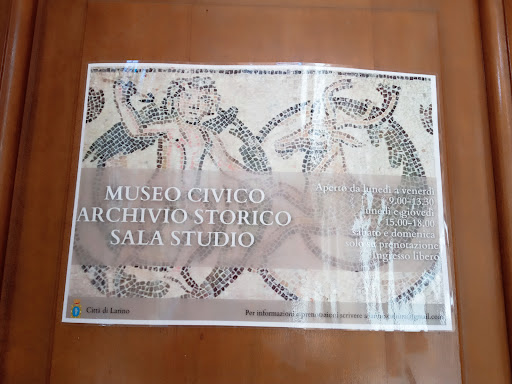 MUSEO CIVICO
ARCHIVIO STORICO
SALA STUDIO
Aperto da lunedì a venerdì
9.00-13.30
lunedì e giovedì
15.00-18.00
sabato e domenica
solo su prenotazione
Ingresso libero
Città di Larino
Per informazioni e prenotazioni scrivere a